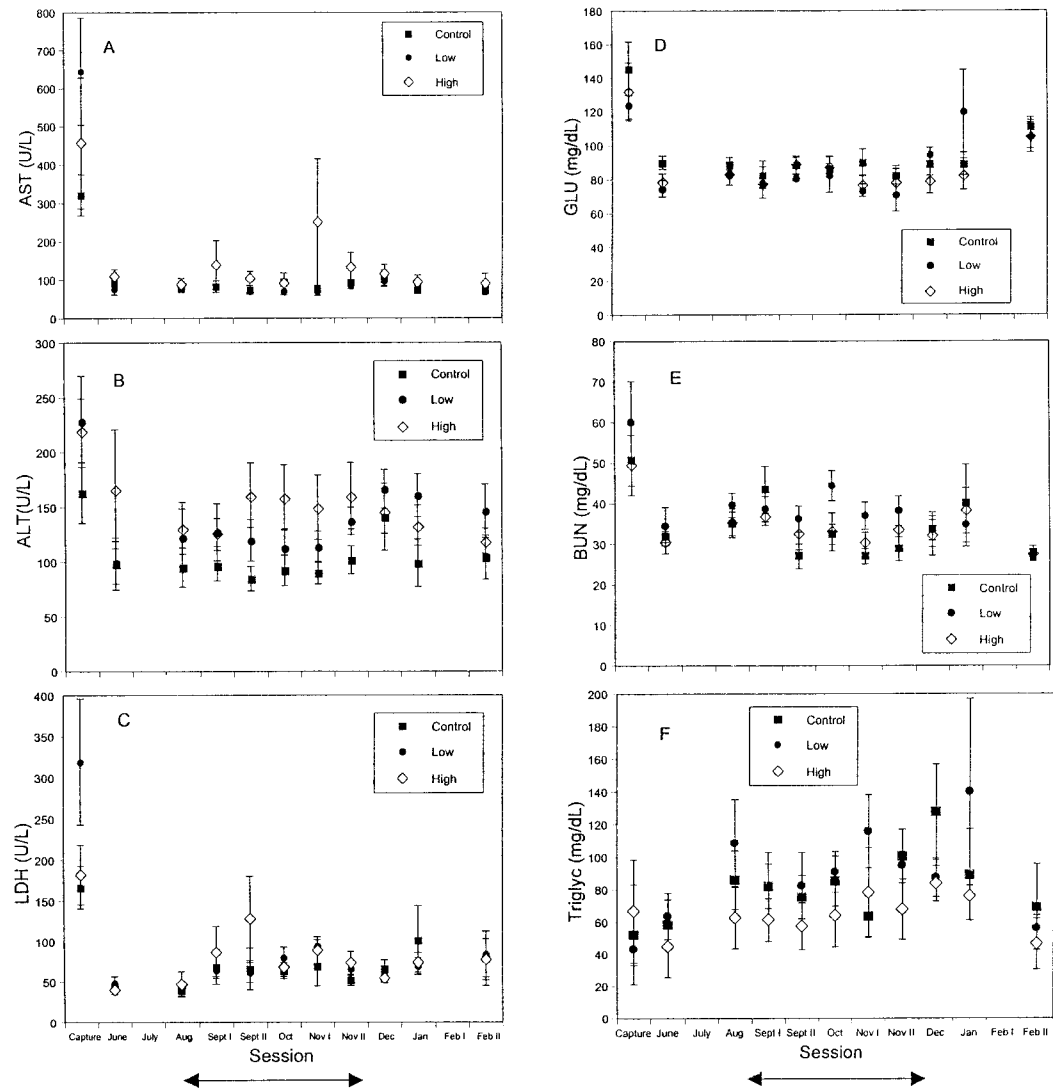 A
Control
Low
High
AST (U/L)
800
700
600
500
400
300
200
100
0
B
Control
Low
High
ALT(U/L)
300
250
200
150
100
50
0
C
Control
Low
High
LDH (U/L)
400
350
300
250
200
150
100
50
0
Capture June July Aug Sept I Sept II Oct Nov I Nov II Dec Jan Feb I Feb II
Session
D
Control
Low
High
GLU (mg/dL)
180
160
140
120
100
80
60
40
20
0
E
Control
Low
High
BUN (mg/dL)
80
70
60
50
40
30
20
10
0
F
Control
Low
High
Triglyc (mg/dL)
200
180
160
140
120
100
80
60
40
20
0
Capture June July Aug Sept I Sept II Oct Nov I Nov II Dec Jan Feb I Feb II
Session